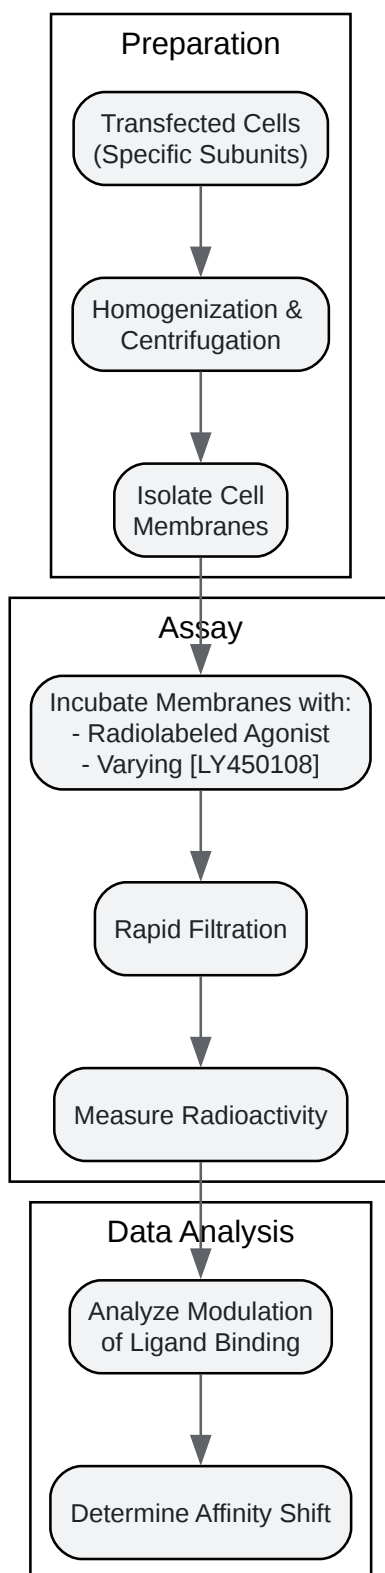 Preparation
Transfected Cells
(Specific Subunits)
Homogenization &
Centrifugation
Isolate Cell
Membranes
Assay
Incubate Membranes with:
- Radiolabeled Agonist
- Varying [LY450108]
Rapid Filtration
Measure Radioactivity
Data Analysis
Analyze Modulation
of Ligand Binding
Determine Affinity Shift